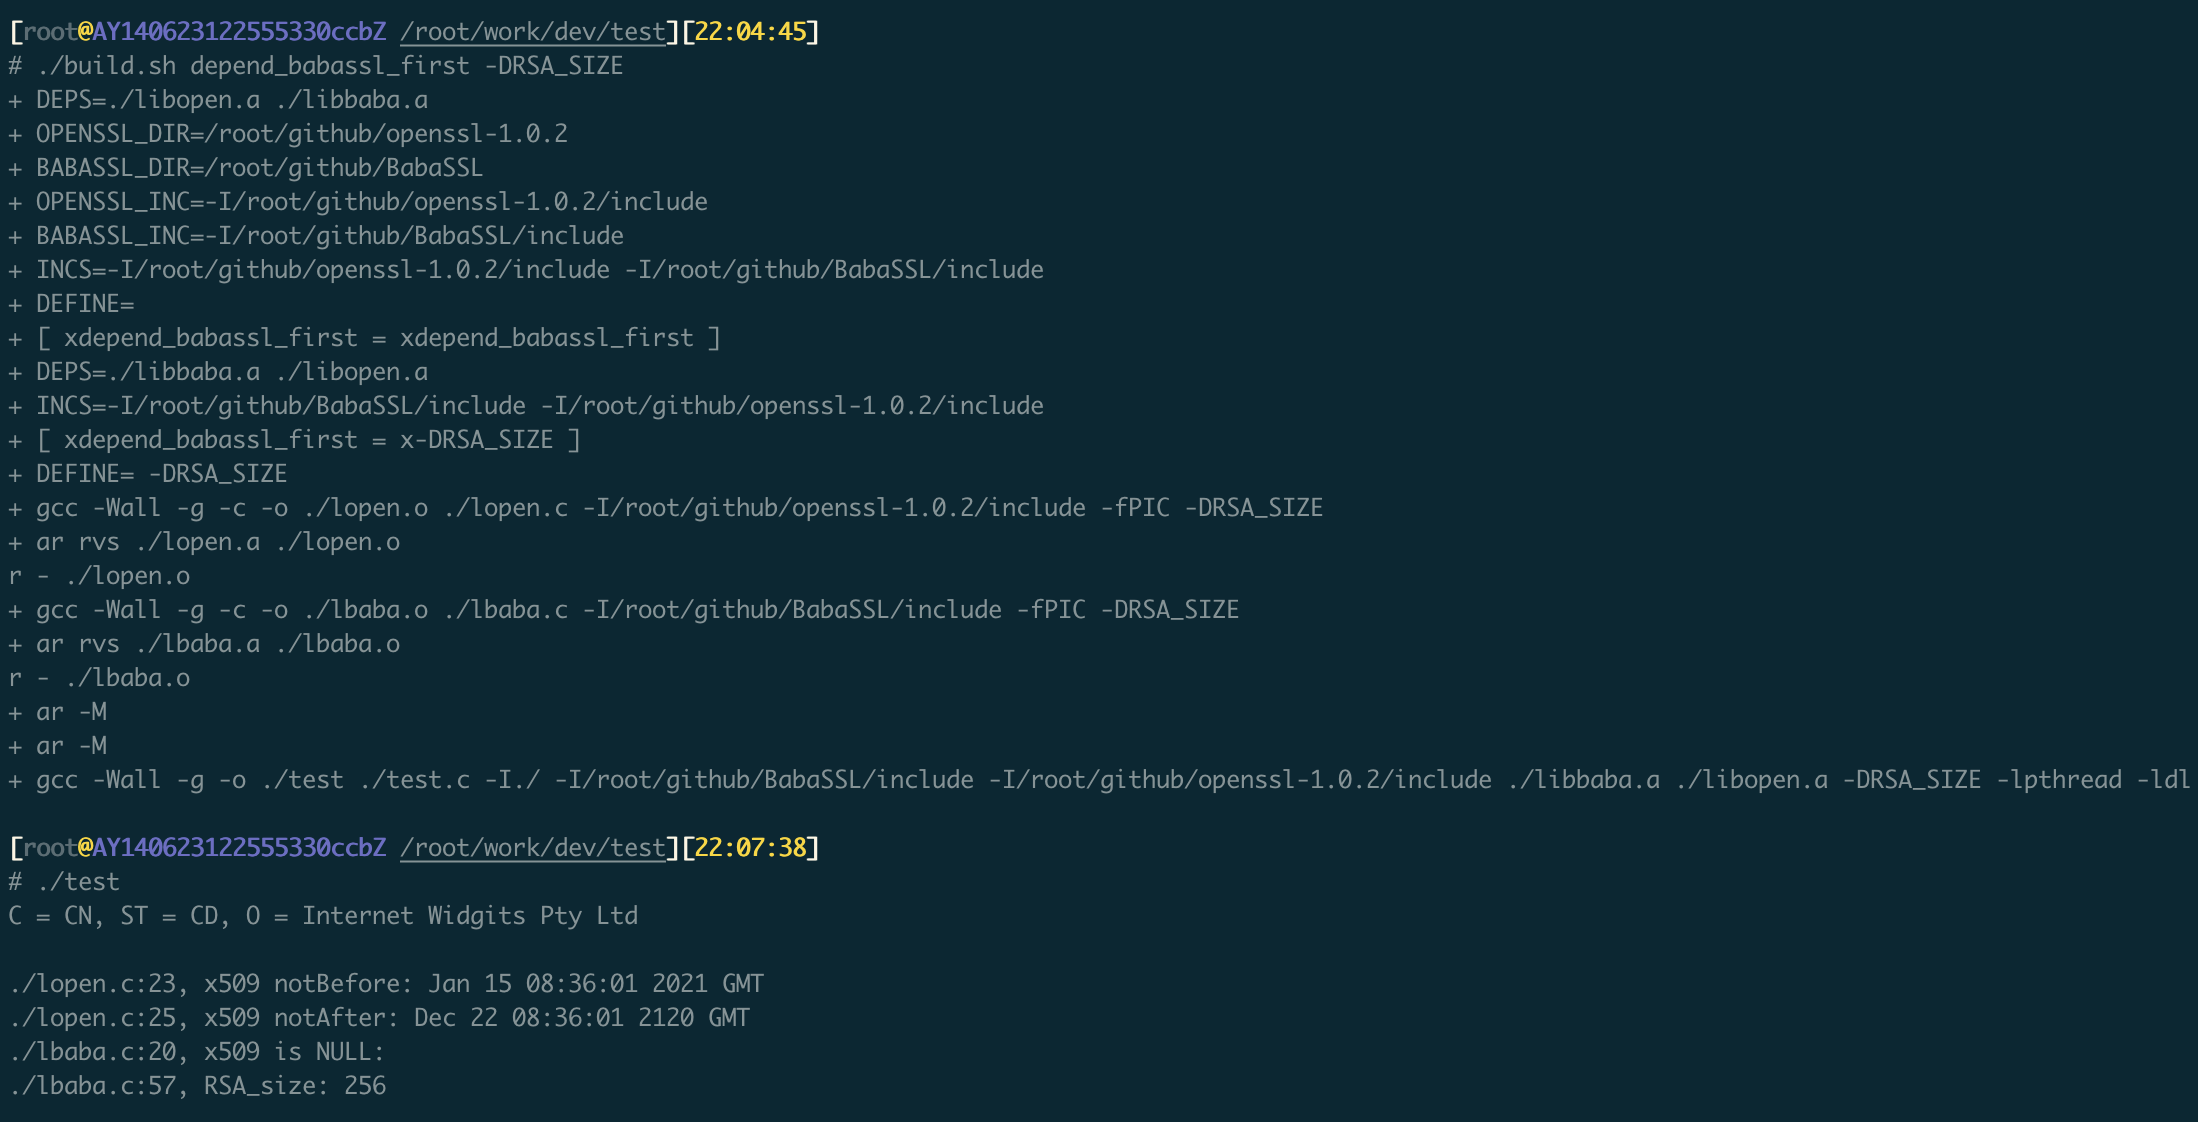 [root@AY140623122555330ccbZ /root/work/dev/test][22:04:45]
# ./build.sh depend_babassl_first -DRSA_SIZE
+ DEPS=./libopen.a ./libbaba.a
+ OPENSSL_DIR=/root/github/openssl-1.0.2
+ BABASSL_DIR=/root/github/BabaSSL
+ OPENSSL_INC=-I/root/github/openssl-1.0.2/include
+ BABASSL_INC=-I/root/github/BabaSSL/include
+ INCS=-I/root/github/openssl-1.0.2/include -I/root/github/BabaSSL/include
+ DEFINE=
+ [ xdepend_babassl_first = xdepend_babassl_first ]
+ DEPS=./libbaba.a ./libopen.a
+ INCS=-I/root/github/BabaSSL/include -I/root/github/openssl-1.0.2/include
+ [ xdepend_babassl_first = x-DRSA_SIZE ]
+ DEFINE= -DRSA_SIZE
+ gcc -Wall -g -c -o ./lopen.o ./lopen.c -I/root/github/openssl-1.0.2/include -fPIC -DRSA_SIZE
+ ar rvs ./lopen.a ./lopen.o
r - ./lopen.o
+ gcc -Wall -g -c -o ./lbaba.o ./lbaba.c -I/root/github/BabaSSL/include -fPIC -DRSA_SIZE
+ ar rvs ./lbaba.a ./lbaba.o
r - ./lbaba.o
+ ar -M
+ ar -M
+ gcc -Wall -g -o ./test ./test.c -I./ -I/root/github/BabaSSL/include -I/root/github/openssl-1.0.2/include ./libbaba.a ./libopen.a -DRSA_SIZE -lpthread -ldl
[root@AY140623122555330ccbZ /root/work/dev/test][22:07:38]
# ./test
C = CN, ST = CD, O = Internet Widgits Pty Ltd
./lopen.c:23, x509 notBefore: Jan 15 08:36:01 2021 GMT
./lopen.c:25, x509 notAfter: Dec 22 08:36:01 2120 GMT
./lbaba.c:20, x509 is NULL:
./lbaba.c:57, RSA_size: 256